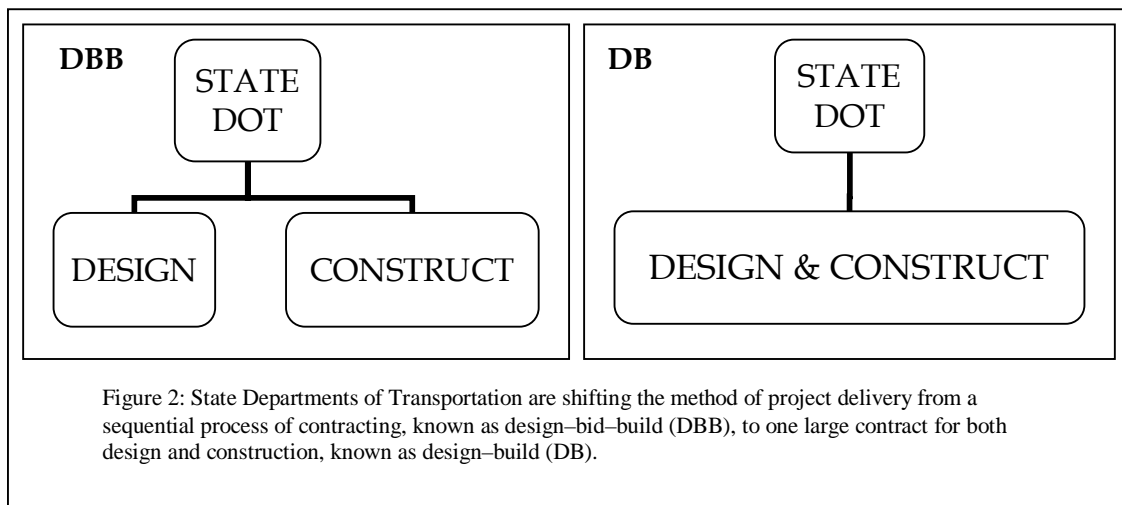 DBB
STATE
DOT
DESIGN
CONSTRUCT
DB
STATE
DOT
DESIGN & CONSTRUCT
Figure 2: State Departments of Transportation are shifting the method of project delivery from a
sequential process of contracting, known as design–bid–build (DBB), to one large contract for both
design and construction, known as design–build (DB).